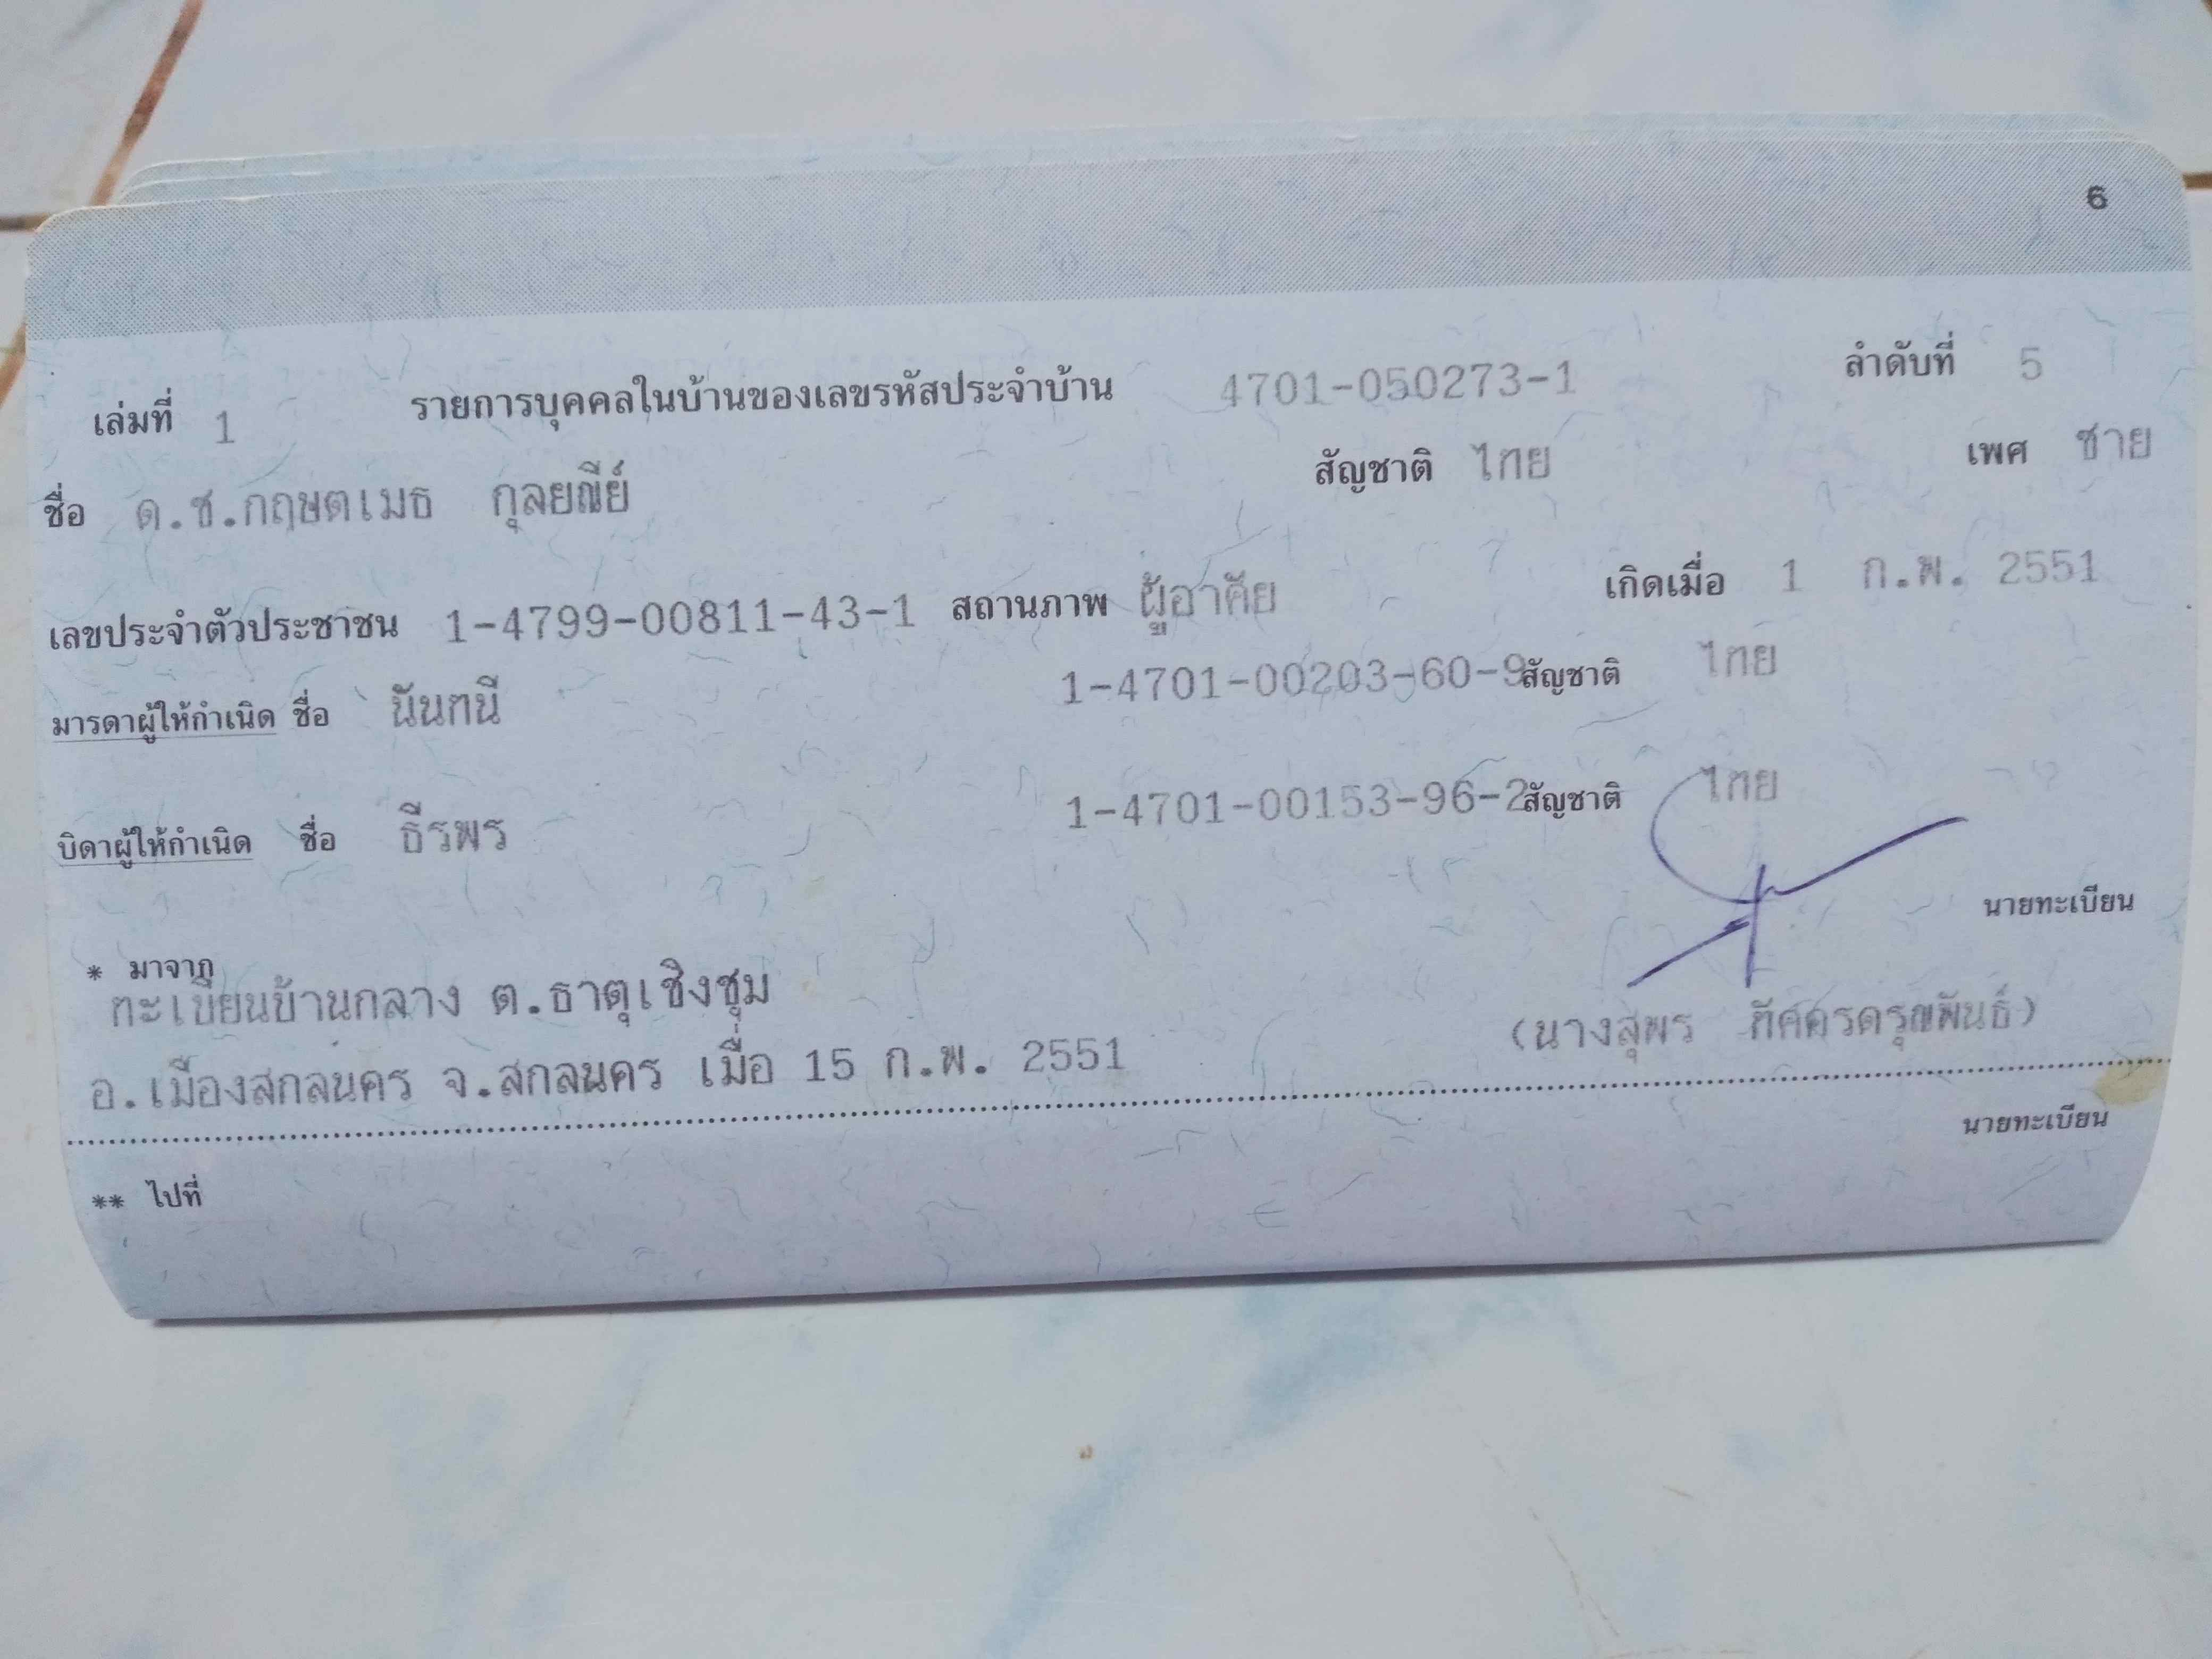 6
เล่มที่ 1 รายการบุคคลในบ้านของเลขรหัสประจำบ้าน 4701-050273-1 ลำดับที่ 5
ชื่อ ด.ช.กฤษตเมธ กุลยณีย์ สัญชาติ ไทย เพศ ชาย
เลขประจำตัวประชาชน 1-4799-00811-43-1 สถานภาพ ผู้อาศัย เกิดเมื่อ 1 ก.พ. 2551
มารดาผู้ให้กำเนิด ชื่อ นันทนี 1-4701-00203-60-9 สัญชาติ ไทย
บิดาผู้ให้กำเนิด ชื่อ ธีรพร 1-4701-00153-96-2 สัญชาติ ไทย
นายทะเบียน
* มาจาก
ทะเบียนบ้านกลาง ต.ธาตุเชิงชุม
(นางสุพร
อ.เมืองสกลนคร จ.สกลนคร เมื่อ 15 ก.พ. 2551
นายทะเบียน
** ไปที่